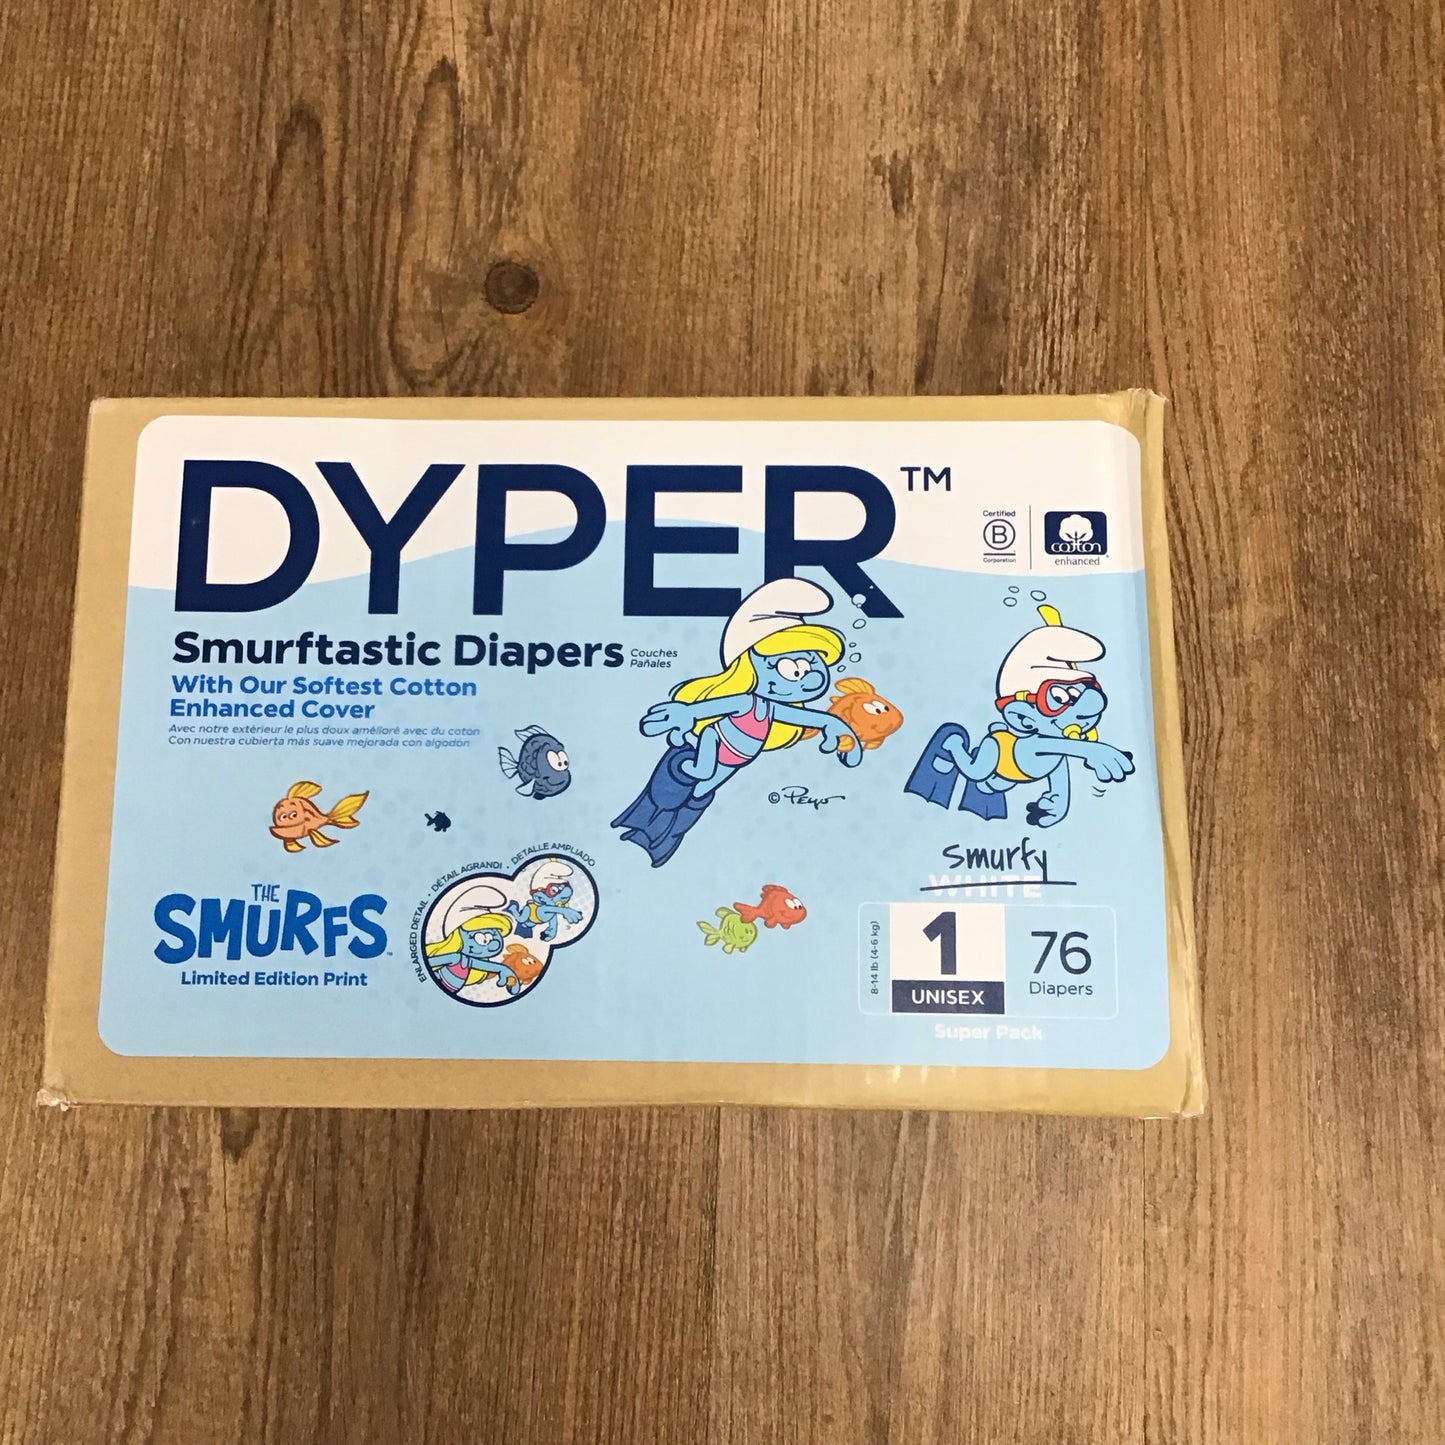 DYPER™
Certified
B
Corporation
cotton
enhanced
Smurftastic Diapers
Couches
Pañales
With Our Softest Cotton
Enhanced Cover
Avec notre extérieur le plus doux amélioré avec du coton
Con nuestra cubierta más suave mejorada con algodón
© Peyo
ENLARGED DETAIL • DÉTAIL AGRANDI • DETALLE AMPLIADO
THE
SMURFS™
Limited Edition Print
Smurfy
WHITE
8-14 lb (4-6 kg)
1
UNISEX
76
Diapers
Super Pack